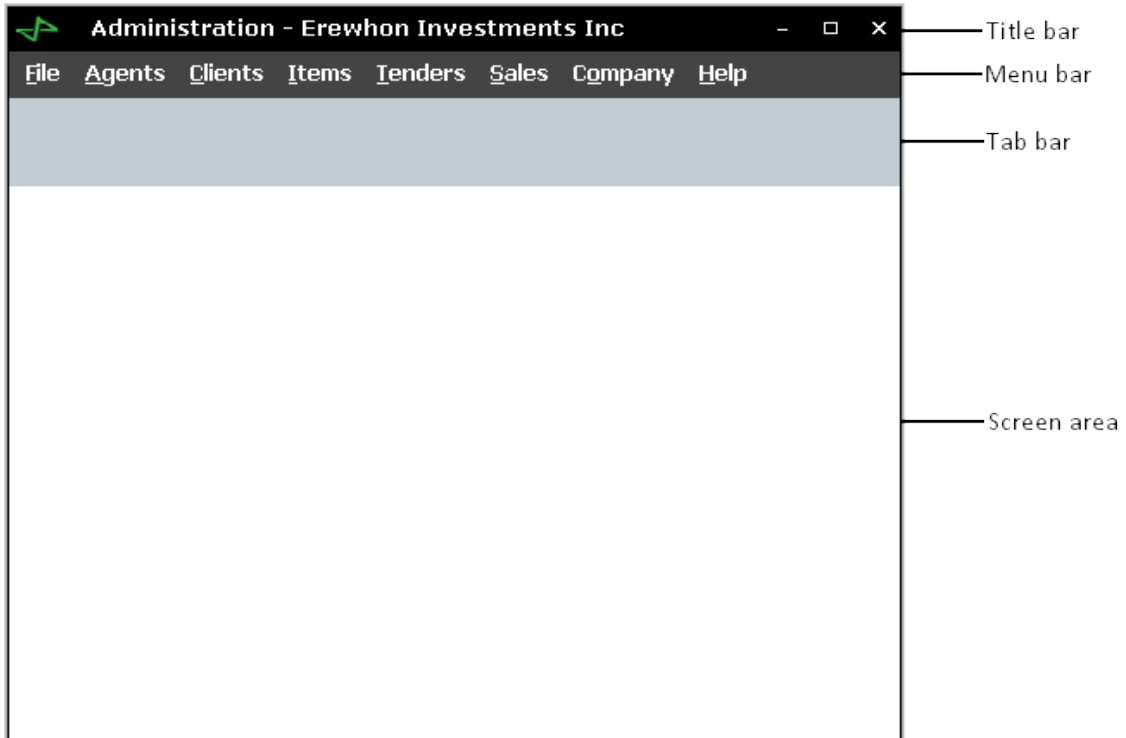 Administration - Erewhon Investments Inc
Title bar
File Agents Clients Items Tenders Sales Company Help
Menu bar
Tab bar
Screen area